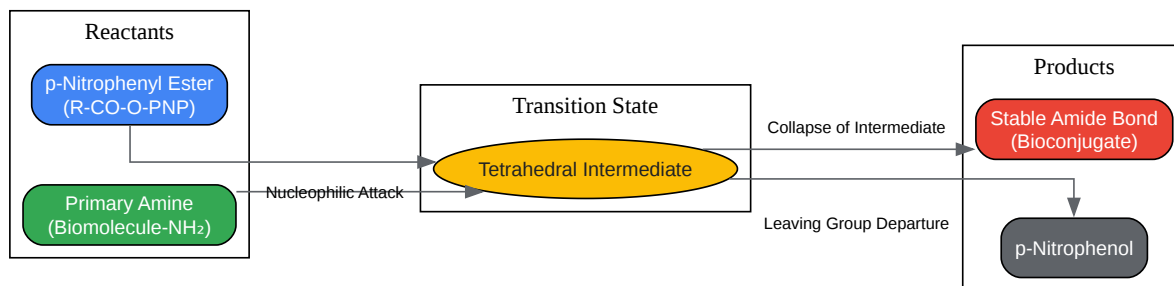 Reactants
p-Nitrophenyl Ester
(R-CO-O-PNP)
Primary Amine
(Biomolecule-NH₂)
Nucleophilic Attack
Transition State
Tetrahedral Intermediate
Collapse of Intermediate
Leaving Group Departure
Products
Stable Amide Bond
(Bioconjugate)
p-Nitrophenol